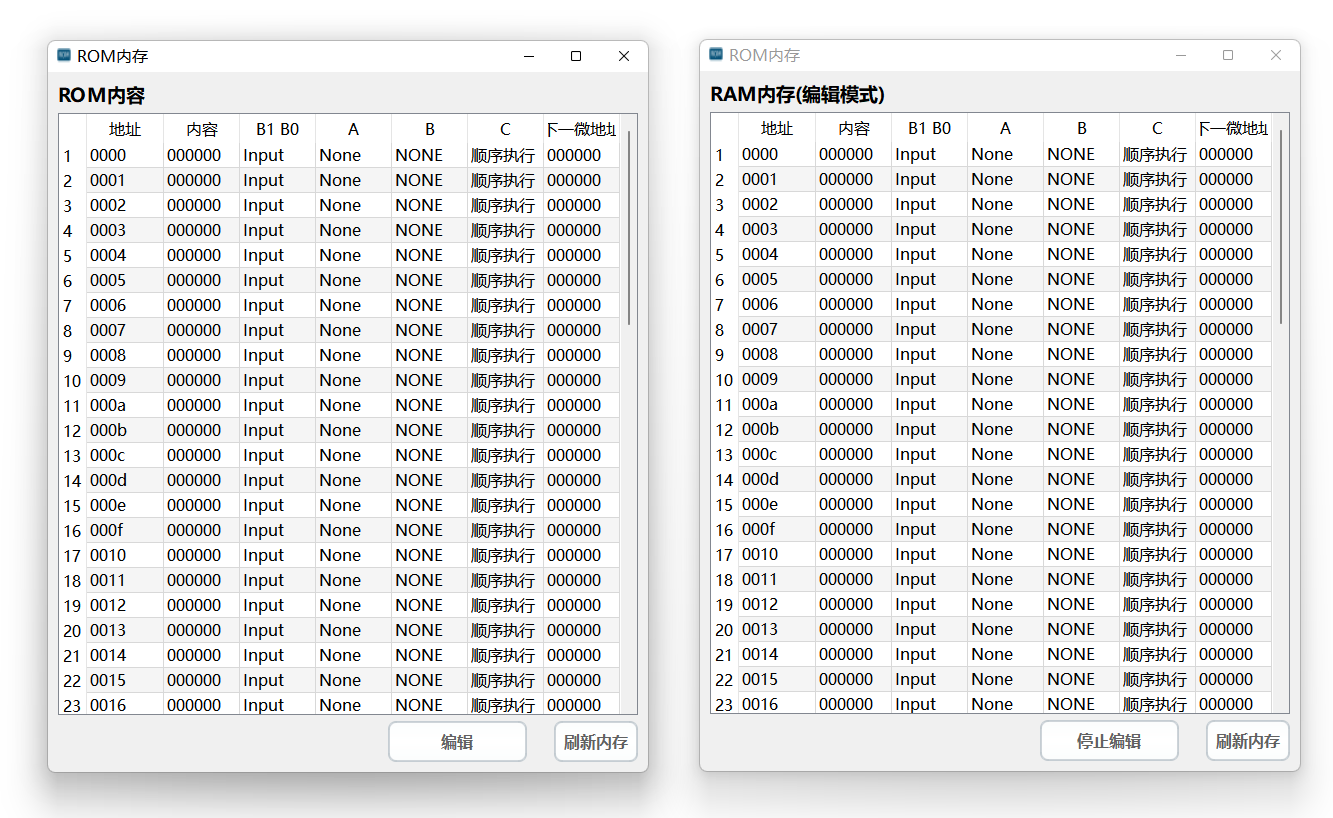 ROM内存
ROM内容
地址 内容 B1 B0 A B C 下一微地址
1 0000 000000 Input None NONE 顺序执行 000000
2 0001 000000 Input None NONE 顺序执行 000000
3 0002 000000 Input None NONE 顺序执行 000000
4 0003 000000 Input None NONE 顺序执行 000000
5 0004 000000 Input None NONE 顺序执行 000000
6 0005 000000 Input None NONE 顺序执行 000000
7 0006 000000 Input None NONE 顺序执行 000000
8 0007 000000 Input None NONE 顺序执行 000000
9 0008 000000 Input None NONE 顺序执行 000000
10 0009 000000 Input None NONE 顺序执行 000000
11 000a 000000 Input None NONE 顺序执行 000000
12 000b 000000 Input None NONE 顺序执行 000000
13 000c 000000 Input None NONE 顺序执行 000000
14 000d 000000 Input None NONE 顺序执行 000000
15 000e 000000 Input None NONE 顺序执行 000000
16 000f 000000 Input None NONE 顺序执行 000000
17 0010 000000 Input None NONE 顺序执行 000000
18 0011 000000 Input None NONE 顺序执行 000000
19 0012 000000 Input None NONE 顺序执行 000000
20 0013 000000 Input None NONE 顺序执行 000000
21 0014 000000 Input None NONE 顺序执行 000000
22 0015 000000 Input None NONE 顺序执行 000000
23 0016 000000 Input None NONE 顺序执行 000000
编辑 刷新内存
ROM内存
RAM内存(编辑模式)
地址 内容 B1 B0 A B C 下一微地址
1 0000 000000 Input None NONE 顺序执行 000000
2 0001 000000 Input None NONE 顺序执行 000000
3 0002 000000 Input None NONE 顺序执行 000000
4 0003 000000 Input None NONE 顺序执行 000000
5 0004 000000 Input None NONE 顺序执行 000000
6 0005 000000 Input None NONE 顺序执行 000000
7 0006 000000 Input None NONE 顺序执行 000000
8 0007 000000 Input None NONE 顺序执行 000000
9 0008 000000 Input None NONE 顺序执行 000000
10 0009 000000 Input None NONE 顺序执行 000000
11 000a 000000 Input None NONE 顺序执行 000000
12 000b 000000 Input None NONE 顺序执行 000000
13 000c 000000 Input None NONE 顺序执行 000000
14 000d 000000 Input None NONE 顺序执行 000000
15 000e 000000 Input None NONE 顺序执行 000000
16 000f 000000 Input None NONE 顺序执行 000000
17 0010 000000 Input None NONE 顺序执行 000000
18 0011 000000 Input None NONE 顺序执行 000000
19 0012 000000 Input None NONE 顺序执行 000000
20 0013 000000 Input None NONE 顺序执行 000000
21 0014 000000 Input None NONE 顺序执行 000000
22 0015 000000 Input None NONE 顺序执行 000000
23 0016 000000 Input None NONE 顺序执行 000000
停止编辑 刷新内存